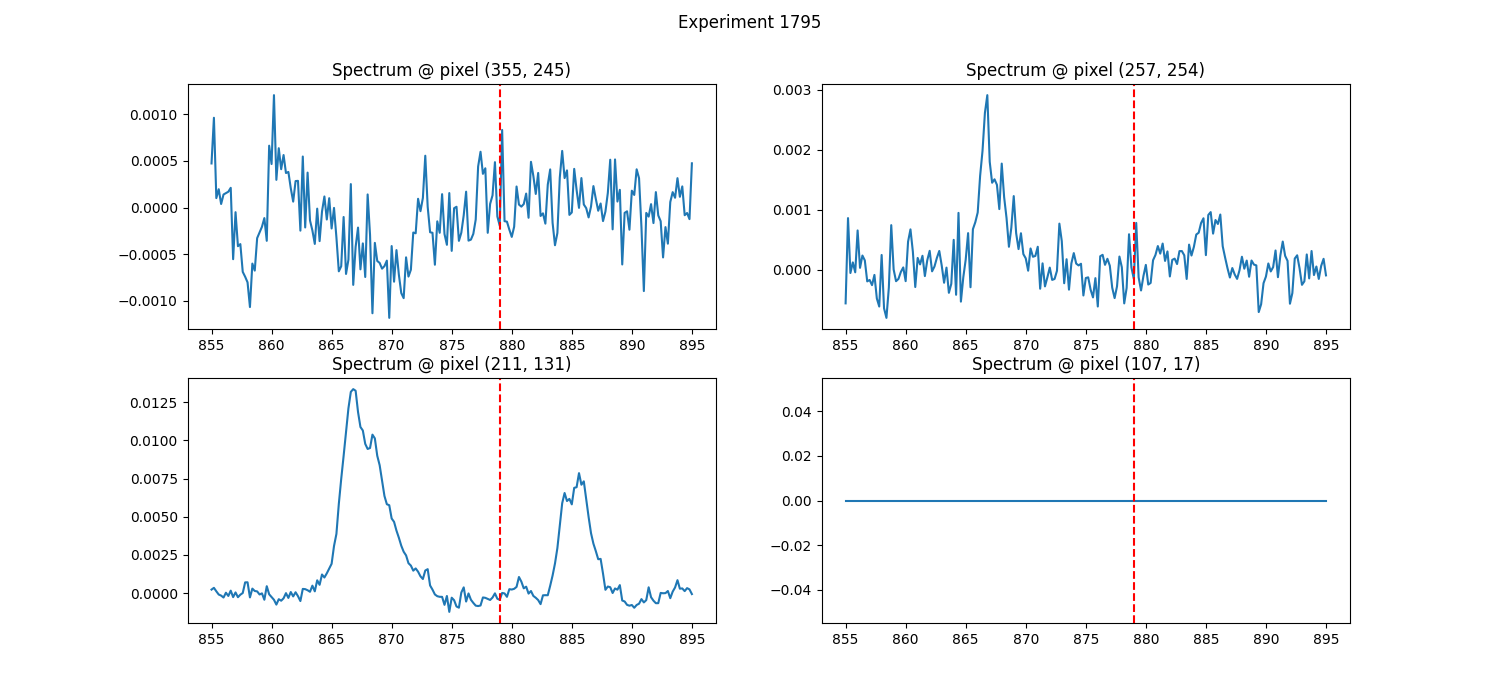 Experiment 1795
Spectrum @ pixel (355, 245)
0.0010
0.0005
0.0000
−0.0005
−0.0010
855 860 865 870 875 880 885 890 895
Spectrum @ pixel (257, 254)
0.003
0.002
0.001
0.000
855 860 865 870 875 880 885 890 895
Spectrum @ pixel (211, 131)
0.0125
0.0100
0.0075
0.0050
0.0025
0.0000
855 860 865 870 875 880 885 890 895
Spectrum @ pixel (107, 17)
0.04
0.02
0.00
−0.02
−0.04
855 860 865 870 875 880 885 890 895